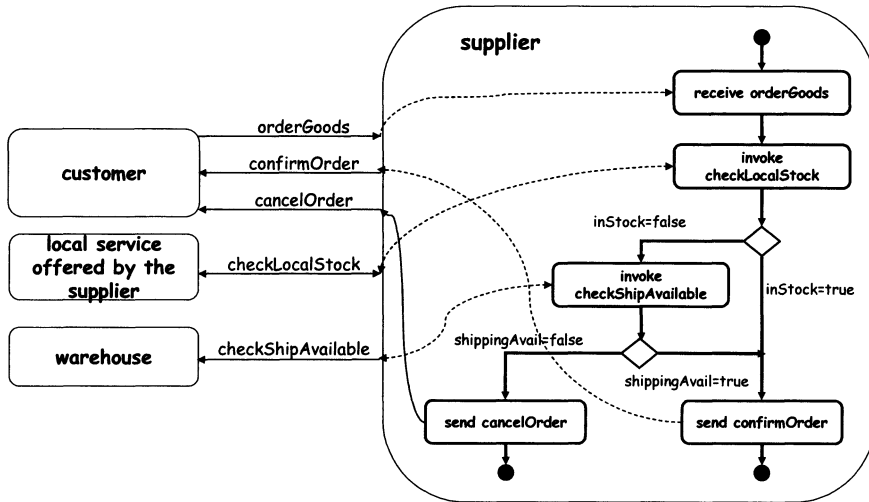 supplier
receive orderGoods
orderGoods
confirmOrder
customer
cancelOrder
invoke
checkLocalStock
inStock=false
local service
offered by the
supplier
checkLocalStock
invoke
checkShipAvailable
inStock=true
warehouse
checkShipAvailable
shippingAvail=false
shippingAvail=true
send cancelOrder
send confirmOrder